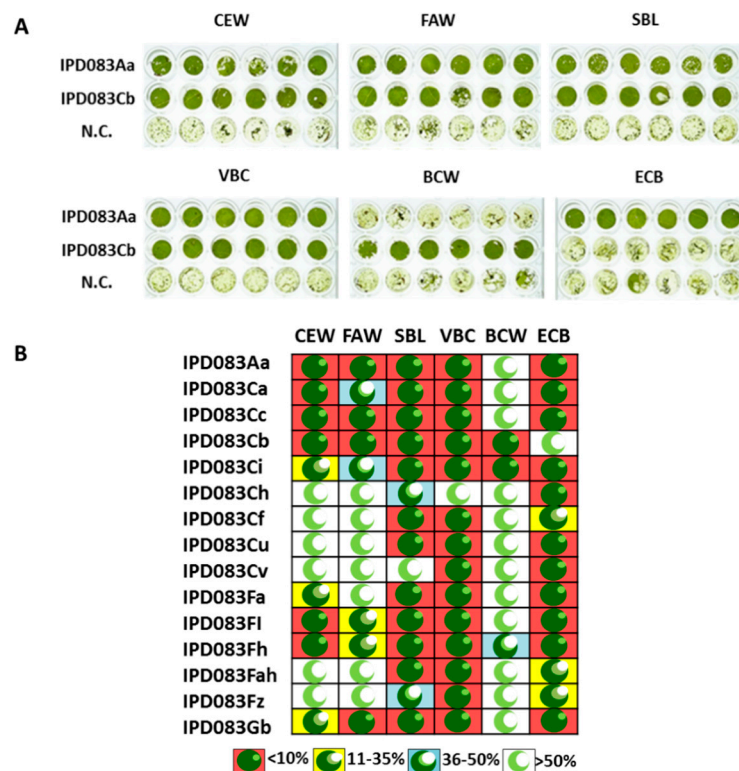 A
CEW FAW SBL
IPD083Aa
IPD083Cb
N.C.
VBC BCW ECB
IPD083Aa
IPD083Cb
N.C.
B
CEW FAW SBL VBC BCW ECB
IPD083Aa
IPD083Ca
IPD083Cc
IPD083Cb
IPD083Ci
IPD083Ch
IPD083Cf
IPD083Cu
IPD083Cv
IPD083Fa
IPD083FI
IPD083Fh
IPD083Fah
IPD083Fz
IPD083Gb
<10% 11-35% 36-50% >50%